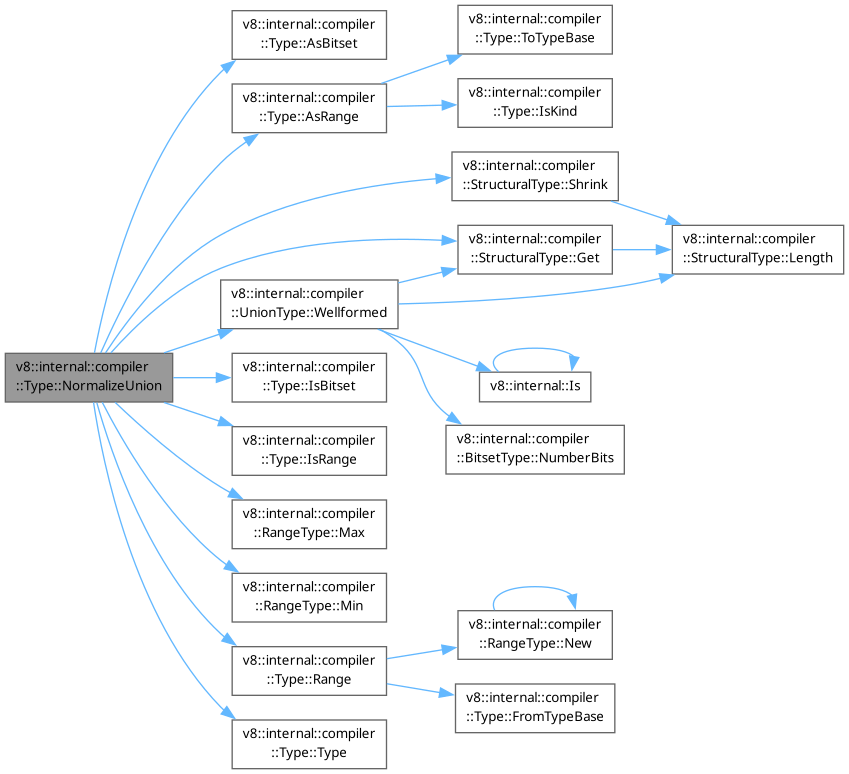 v8::internal::compiler
::Type::NormalizeUnion
v8::internal::compiler
::Type::AsBitset
v8::internal::compiler
::Type::AsRange
v8::internal::compiler
::Type::ToTypeBase
v8::internal::compiler
::Type::IsKind
v8::internal::compiler
::StructuralType::Shrink
v8::internal::compiler
::StructuralType::Get
v8::internal::compiler
::StructuralType::Length
v8::internal::compiler
::UnionType::Wellformed
v8::internal::Is
v8::internal::compiler
::BitsetType::NumberBits
v8::internal::compiler
::Type::IsBitset
v8::internal::compiler
::Type::IsRange
v8::internal::compiler
::RangeType::Max
v8::internal::compiler
::RangeType::Min
v8::internal::compiler
::Type::Range
v8::internal::compiler
::RangeType::New
v8::internal::compiler
::Type::FromTypeBase
v8::internal::compiler
::Type::Type